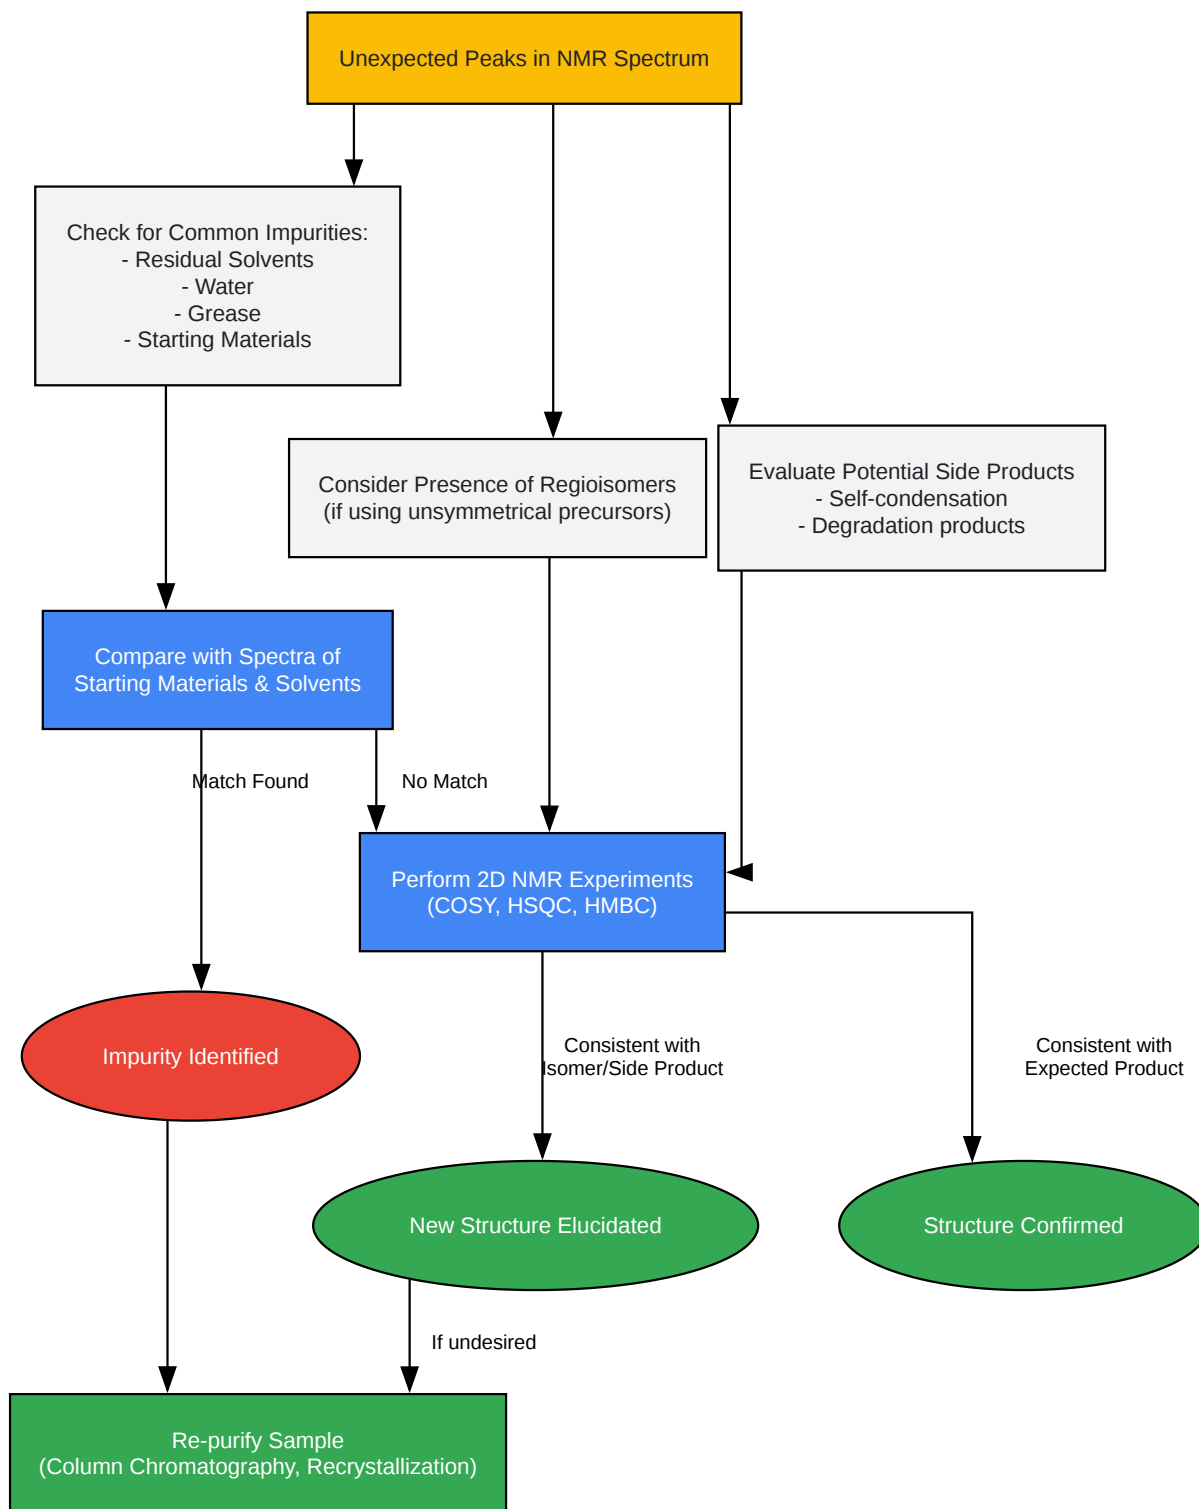 Unexpected Peaks in NMR Spectrum
Check for Common Impurities:
- Residual Solvents
- Water
- Grease
- Starting Materials
Consider Presence of Regioisomers
(if using unsymmetrical precursors)
Evaluate Potential Side Products
- Self-condensation
- Degradation products
Compare with Spectra of
Starting Materials & Solvents
Match Found
No Match
Perform 2D NMR Experiments
(COSY, HSQC, HMBC)
Impurity Identified
Consistent with
Isomer/Side Product
Consistent with
Expected Product
New Structure Elucidated
Structure Confirmed
If undesired
Re-purify Sample
(Column Chromatography, Recrystallization)